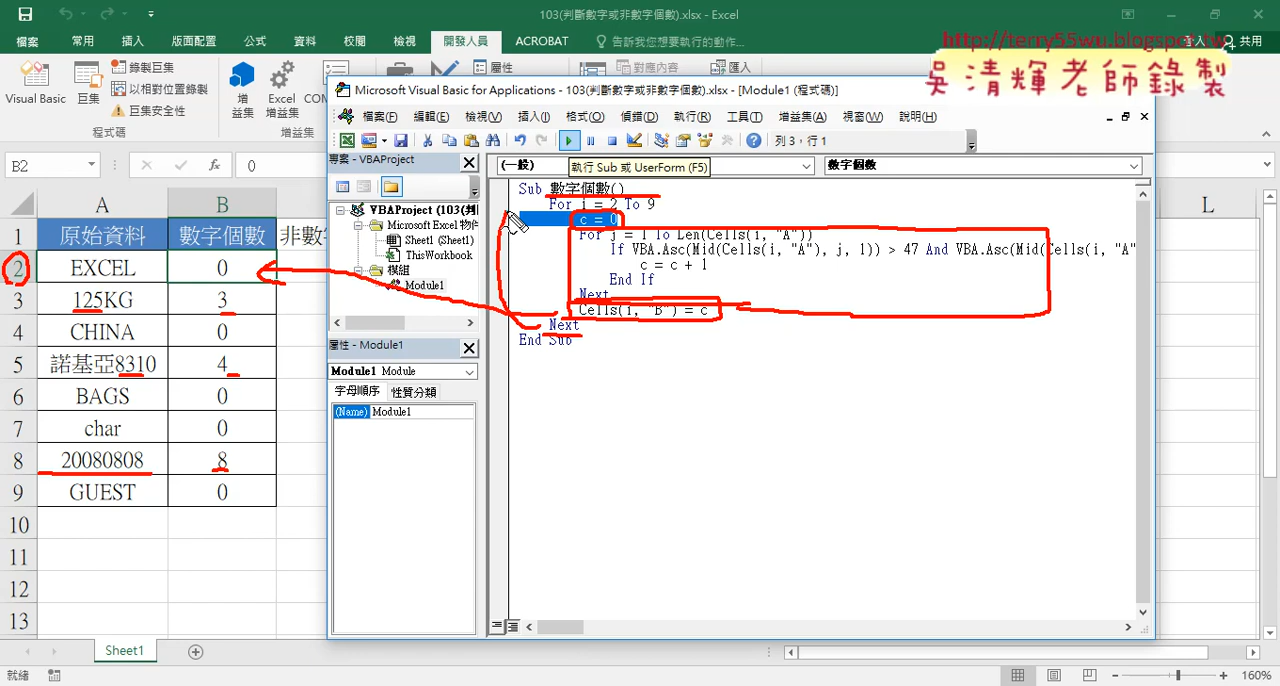 103(判斷數字或非數字個數).xlsx - Excel
檔案 常用 插入 版面配置 公式 資料 校閱 檢視 開發人員 ACROBAT 告訴我您想要執行的動作... 登入 共用
http://terry55wu.blogspot.tw
吳清輝老師錄製
Visual Basic 巨集 錄製巨集 以相對位置錄製 巨集安全性
程式碼
增益集 Excel 增益集 COM
增益集
屬性 對應內容 匯入
B2 fx 0
A B L
1 原始資料 數字個數 非數
2 EXCEL 0
3 125KG 3
4 CHINA 0
5 諾基亞8310 4
6 BAGS 0
7 char 0
8 20080808 8
9 GUEST 0
10
11
12
13
Sheet1
就緒 160%
Microsoft Visual Basic for Applications - 103(判斷數字或非數字個數).xlsx - [Module1 (程式碼)]
檔案(F) 編輯(E) 檢視(V) 插入(I) 格式(O) 偵錯(D) 執行(R) 工具(T) 增益集(A) 視窗(W) 說明(H)
列 3，行 1
執行 Sub 或 UserForm (F5)
專案 - VBAProject
VBAProject (103(判
Microsoft Excel 物件
Sheet1 (Sheet1)
ThisWorkbook
模組
Module1
屬性 - Module1
Module1 Module
字母順序 性質分類
(Name) Module1
(一般) 數字個數
Sub 數字個數()
For i = 2 To 9
c = 0
For j = 1 To Len(Cells(i, "A"))
If VBA.Asc(Mid(Cells(i, "A"), j, 1)) > 47 And VBA.Asc(Mid(Cells(i, "A"
c = c + 1
End If
Next
Cells(i, "B") = c
Next
End Sub